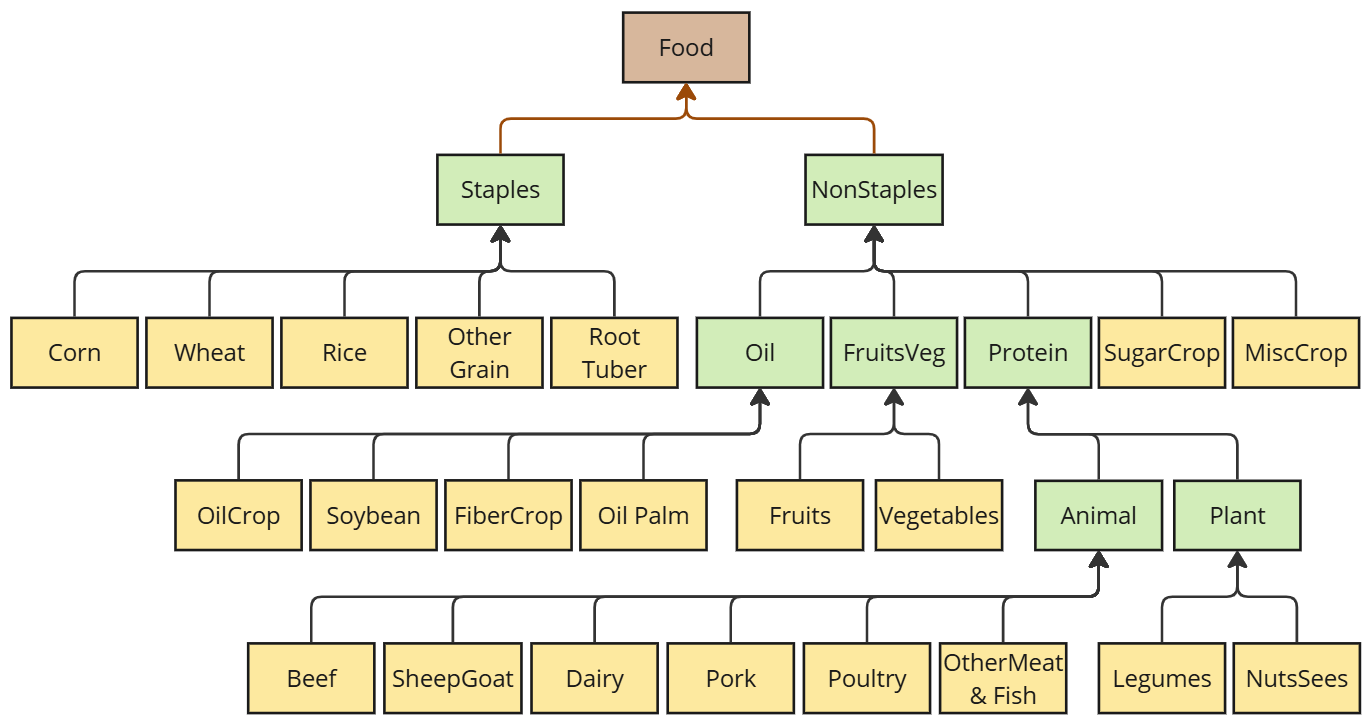 Food
Staples
NonStaples
Corn
Wheat
Rice
Other
Grain
Root
Tuber
Oil
FruitsVeg
Protein
SugarCrop
MiscCrop
OilCrop
Soybean
FiberCrop
Oil Palm
Fruits
Vegetables
Animal
Plant
Beef
SheepGoat
Dairy
Pork
Poultry
OtherMeat
& Fish
Legumes
NutsSees